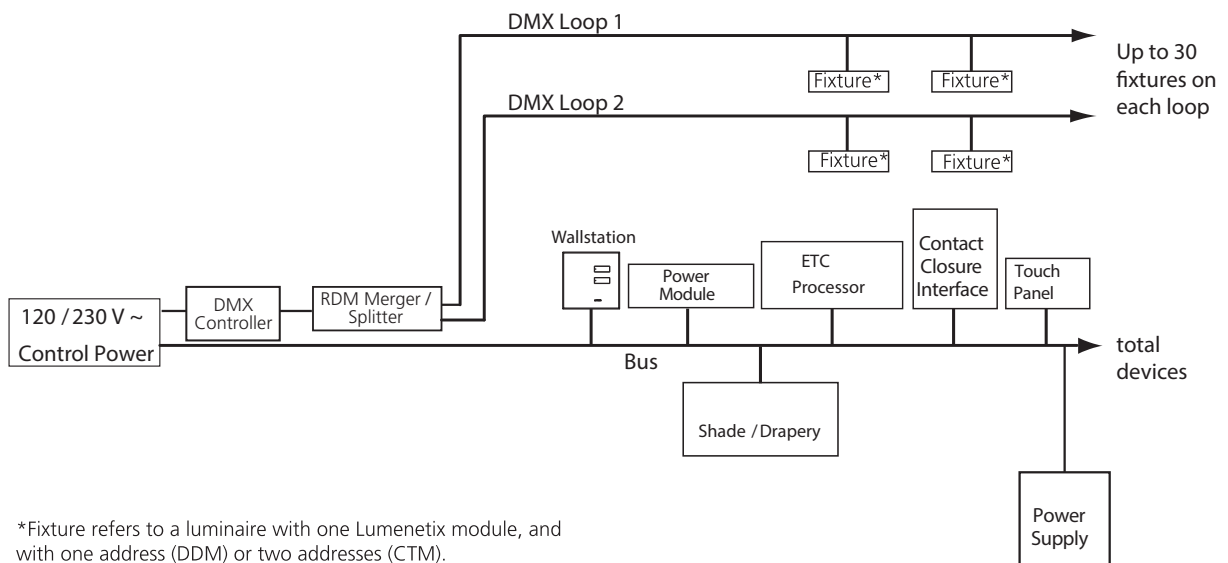 DMX Loop 1
Fixture*
Fixture*
Up to 30
fixtures on
each loop
DMX Loop 2
Fixture*
Fixture*
120 / 230 V ~
Control Power
DMX
Controller
RDM Merger /
Splitter
Wallstation
Power
Module
ETC
Processor
Contact
Closure
Interface
Touch
Panel
Bus
total
devices
Shade / Drapery
Power
Supply
*Fixture refers to a luminaire with one Lumenetix module, and
with one address (DDM) or two addresses (CTM).